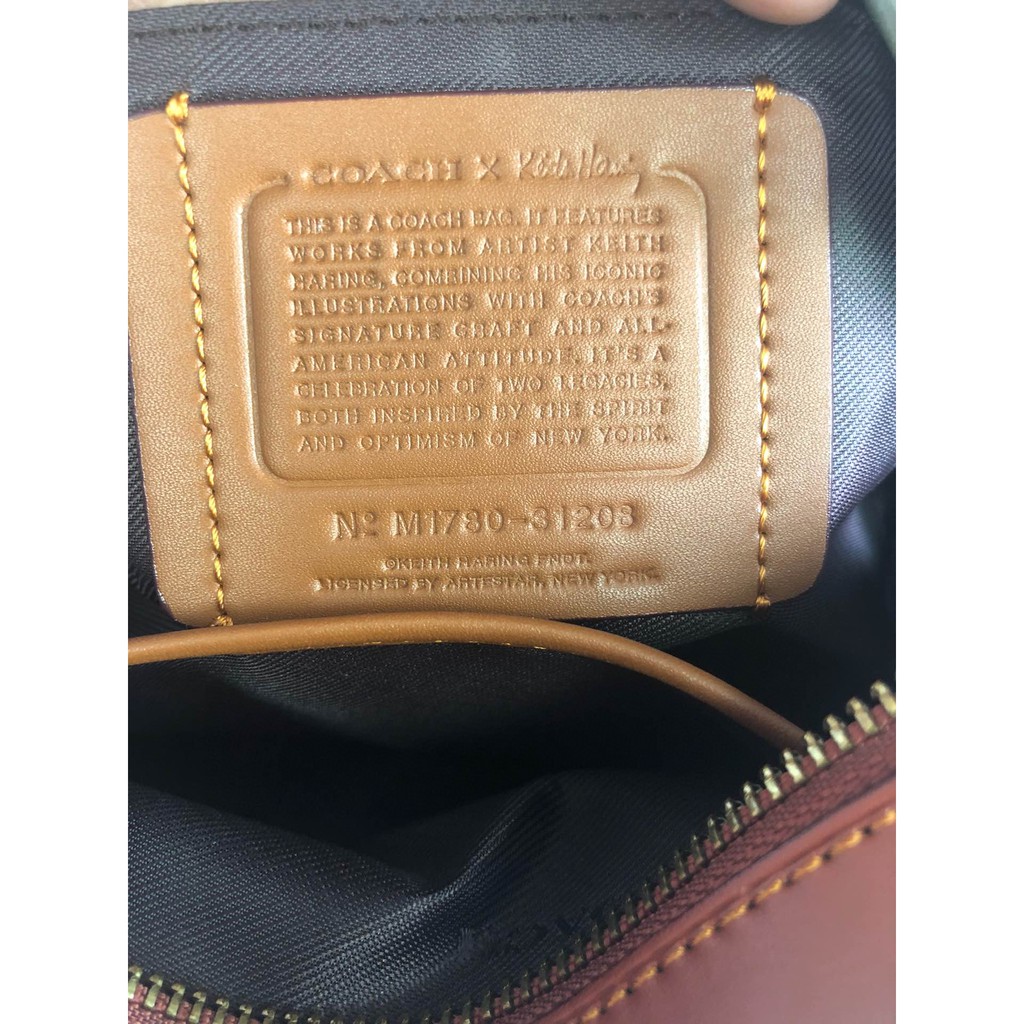 COACH X Keith Haring
THIS IS A COACH BAG. IT FEATURES
WORKS FROM ARTIST KEITH
HARING, COMBINING HIS ICONIC
ILLUSTRATIONS WITH COACH'S
SIGNATURE CRAFT AND ALL-
AMERICAN ATTITUDE. IT'S A
CELEBRATION OF TWO LEGACIES,
BOTH INSPIRED BY THE SPIRIT
AND OPTIMISM OF NEW YORK.
Nº M1780-31208
©KEITH HARING FNDT.
LICENSED BY ARTESTAR, NEW YORK.